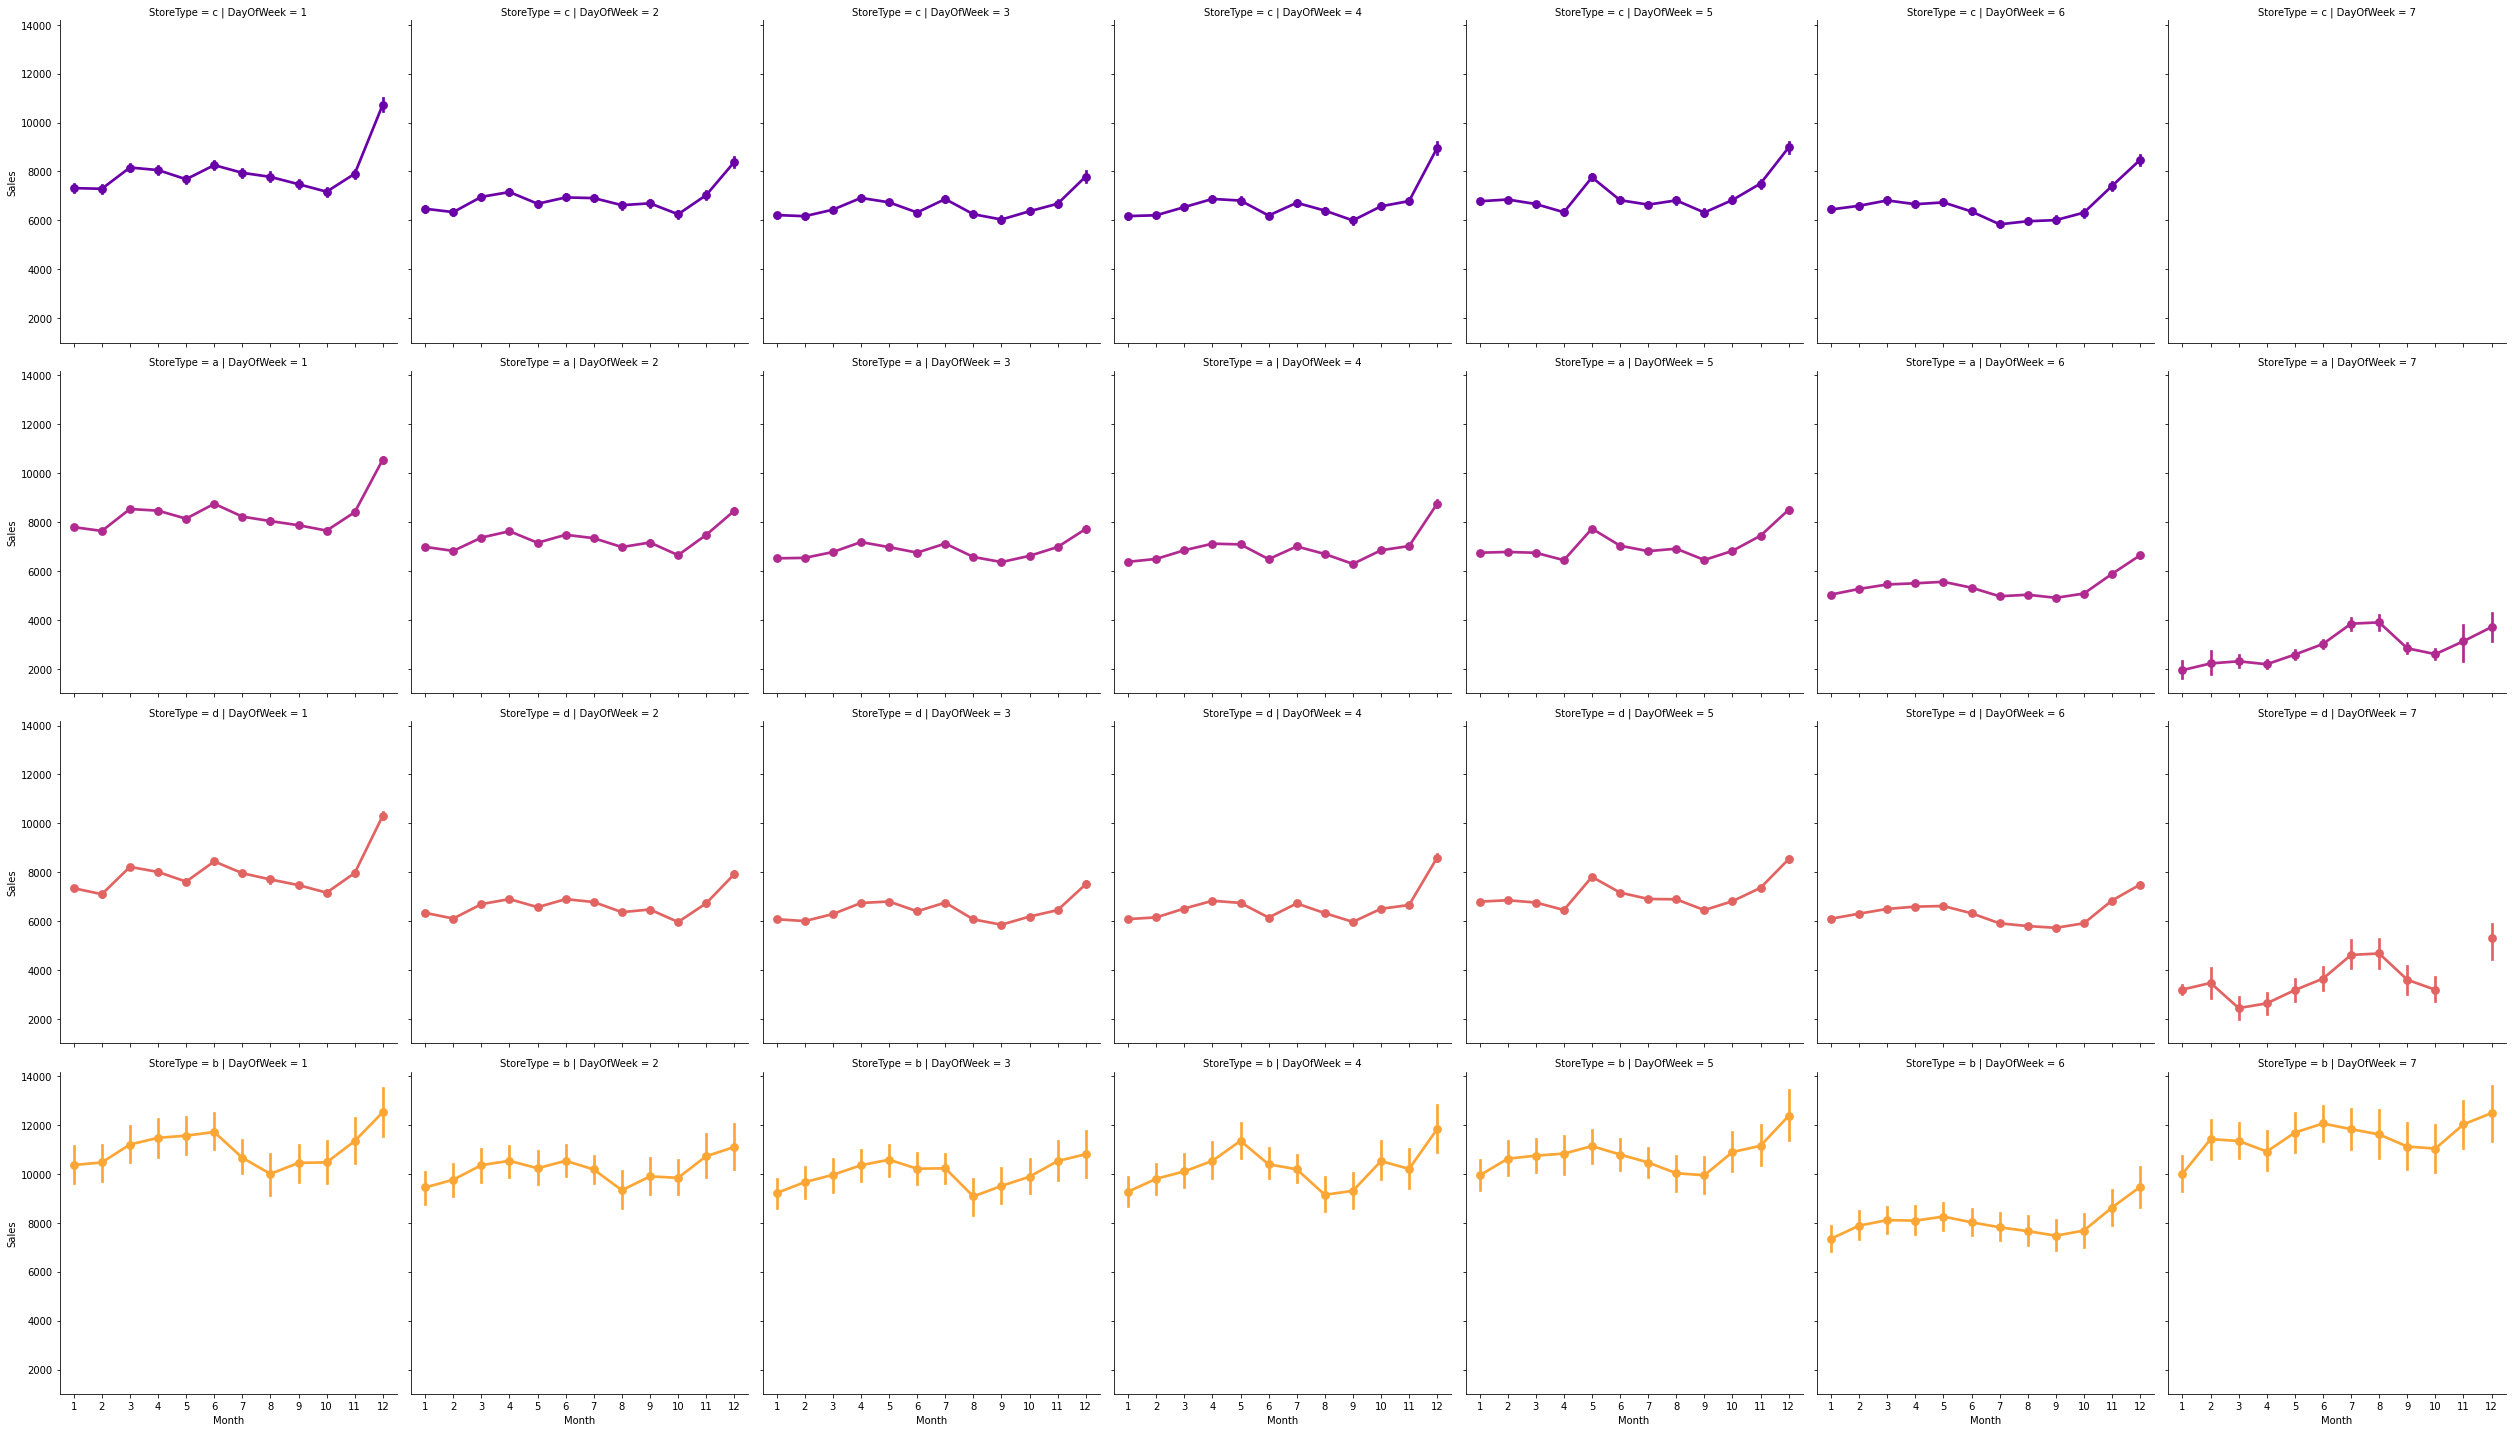 StoreType = c | DayOfWeek = 1
StoreType = c | DayOfWeek = 2
StoreType = c | DayOfWeek = 3
StoreType = c | DayOfWeek = 4
StoreType = c | DayOfWeek = 5
StoreType = c | DayOfWeek = 6
StoreType = c | DayOfWeek = 7
14000
12000
10000
8000
6000
4000
2000
Sales
StoreType = a | DayOfWeek = 1
StoreType = a | DayOfWeek = 2
StoreType = a | DayOfWeek = 3
StoreType = a | DayOfWeek = 4
StoreType = a | DayOfWeek = 5
StoreType = a | DayOfWeek = 6
StoreType = a | DayOfWeek = 7
14000
12000
10000
8000
6000
4000
2000
Sales
StoreType = d | DayOfWeek = 1
StoreType = d | DayOfWeek = 2
StoreType = d | DayOfWeek = 3
StoreType = d | DayOfWeek = 4
StoreType = d | DayOfWeek = 5
StoreType = d | DayOfWeek = 6
StoreType = d | DayOfWeek = 7
14000
12000
10000
8000
6000
4000
2000
Sales
StoreType = b | DayOfWeek = 1
StoreType = b | DayOfWeek = 2
StoreType = b | DayOfWeek = 3
StoreType = b | DayOfWeek = 4
StoreType = b | DayOfWeek = 5
StoreType = b | DayOfWeek = 6
StoreType = b | DayOfWeek = 7
14000
12000
10000
8000
6000
4000
2000
Sales
1 2 3 4 5 6 7 8 9 10 11 12
Month
1 2 3 4 5 6 7 8 9 10 11 12
Month
1 2 3 4 5 6 7 8 9 10 11 12
Month
1 2 3 4 5 6 7 8 9 10 11 12
Month
1 2 3 4 5 6 7 8 9 10 11 12
Month
1 2 3 4 5 6 7 8 9 10 11 12
Month
1 2 3 4 5 6 7 8 9 10 11 12
Month